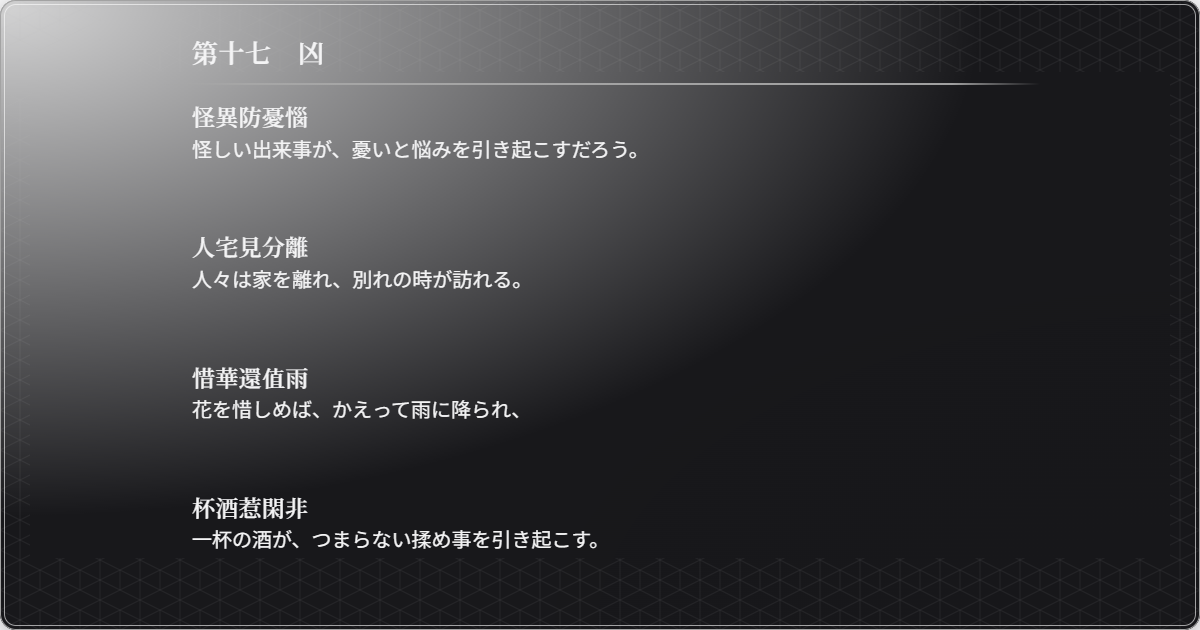 第十七　凶
怪異防憂惱
怪しい出来事が、憂いと悩みを引き起こすだろう。
人宅見分離
人々は家を離れ、別れの時が訪れる。
惜華還值雨
花を惜しめば、かえって雨に降られ、
杯酒惹閑非
一杯の酒が、つまらない揉め事を引き起こす。